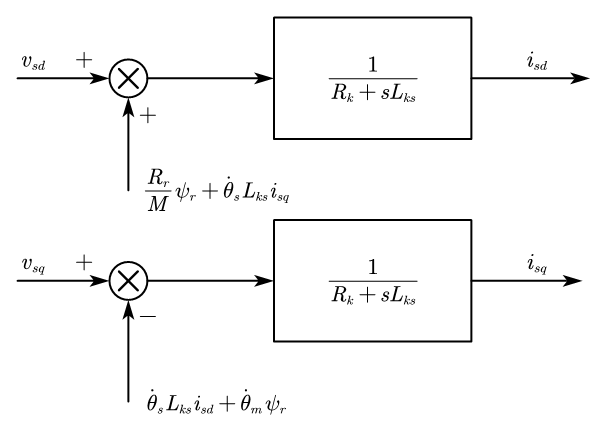 v_{sd} + \frac{1}{R_k + sL_{ks}} i_{sd}
+
\frac{R_r}{M}\psi_r + \dot{\theta}_s L_{ks} i_{sq}
v_{sq} + \frac{1}{R_k + sL_{ks}} i_{sq}
−
\dot{\theta}_s L_{ks} i_{sd} + \dot{\theta}_m \psi_r